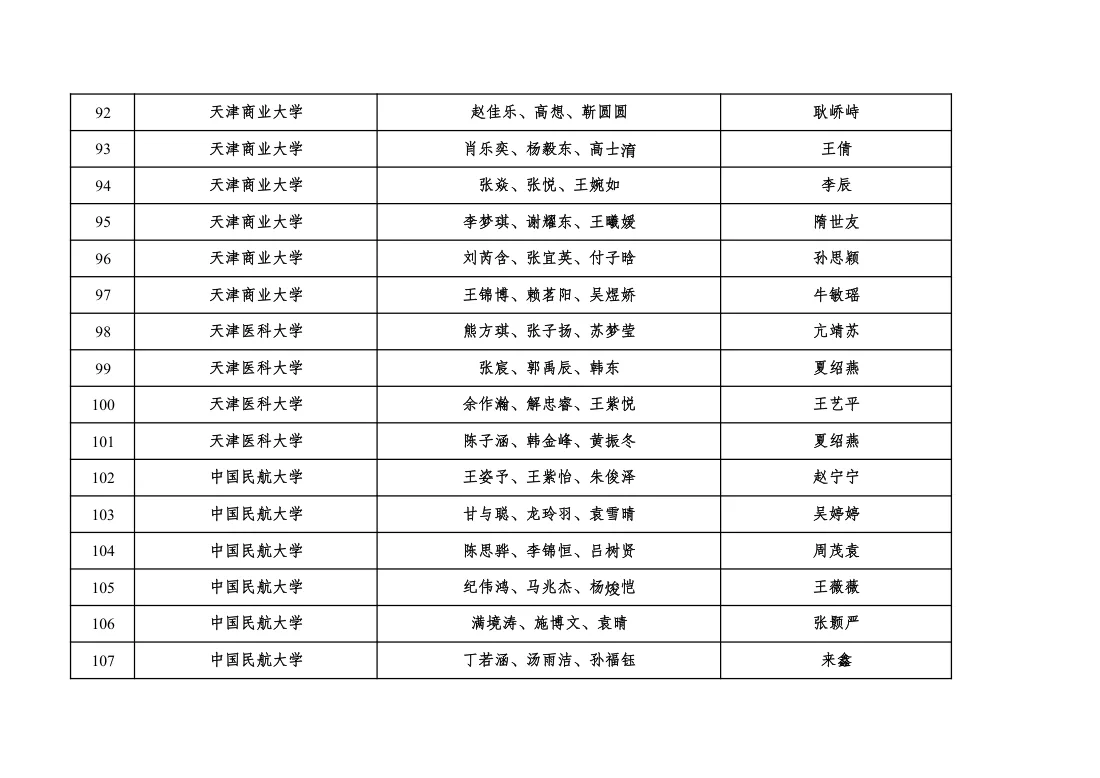 92 天津商业大学 赵佳乐、高想、靳圆圆 耿峤峙
93 天津商业大学 肖乐奕、杨毅东、高士淯 王倩
94 天津商业大学 张焱、张悦、王婉如 李辰
95 天津商业大学 李梦琪、谢耀东、王曦媛 隋世友
96 天津商业大学 刘芮含、张宜英、付子晗 孙思颖
97 天津商业大学 王锦博、赖茗阳、吴煜娇 牛敏瑶
98 天津医科大学 熊方琪、张子扬、苏梦莹 亢靖苏
99 天津医科大学 张宸、郭禹辰、韩东 夏绍燕
100 天津医科大学 余作瀚、解忠睿、王紫悦 王艺平
101 天津医科大学 陈子涵、韩金峰、黄振冬 夏绍燕
102 中国民航大学 王姿予、王紫怡、朱俊泽 赵宁宁
103 中国民航大学 甘与聪、龙玲羽、袁雪晴 吴婷婷
104 中国民航大学 陈思骅、李锦恒、吕树贤 周茂袁
105 中国民航大学 纪伟鸿、马兆杰、杨焌恺 王薇薇
106 中国民航大学 满境涛、施博文、袁晴 张颢严
107 中国民航大学 丁若涵、汤雨洁、孙福钰 来鑫